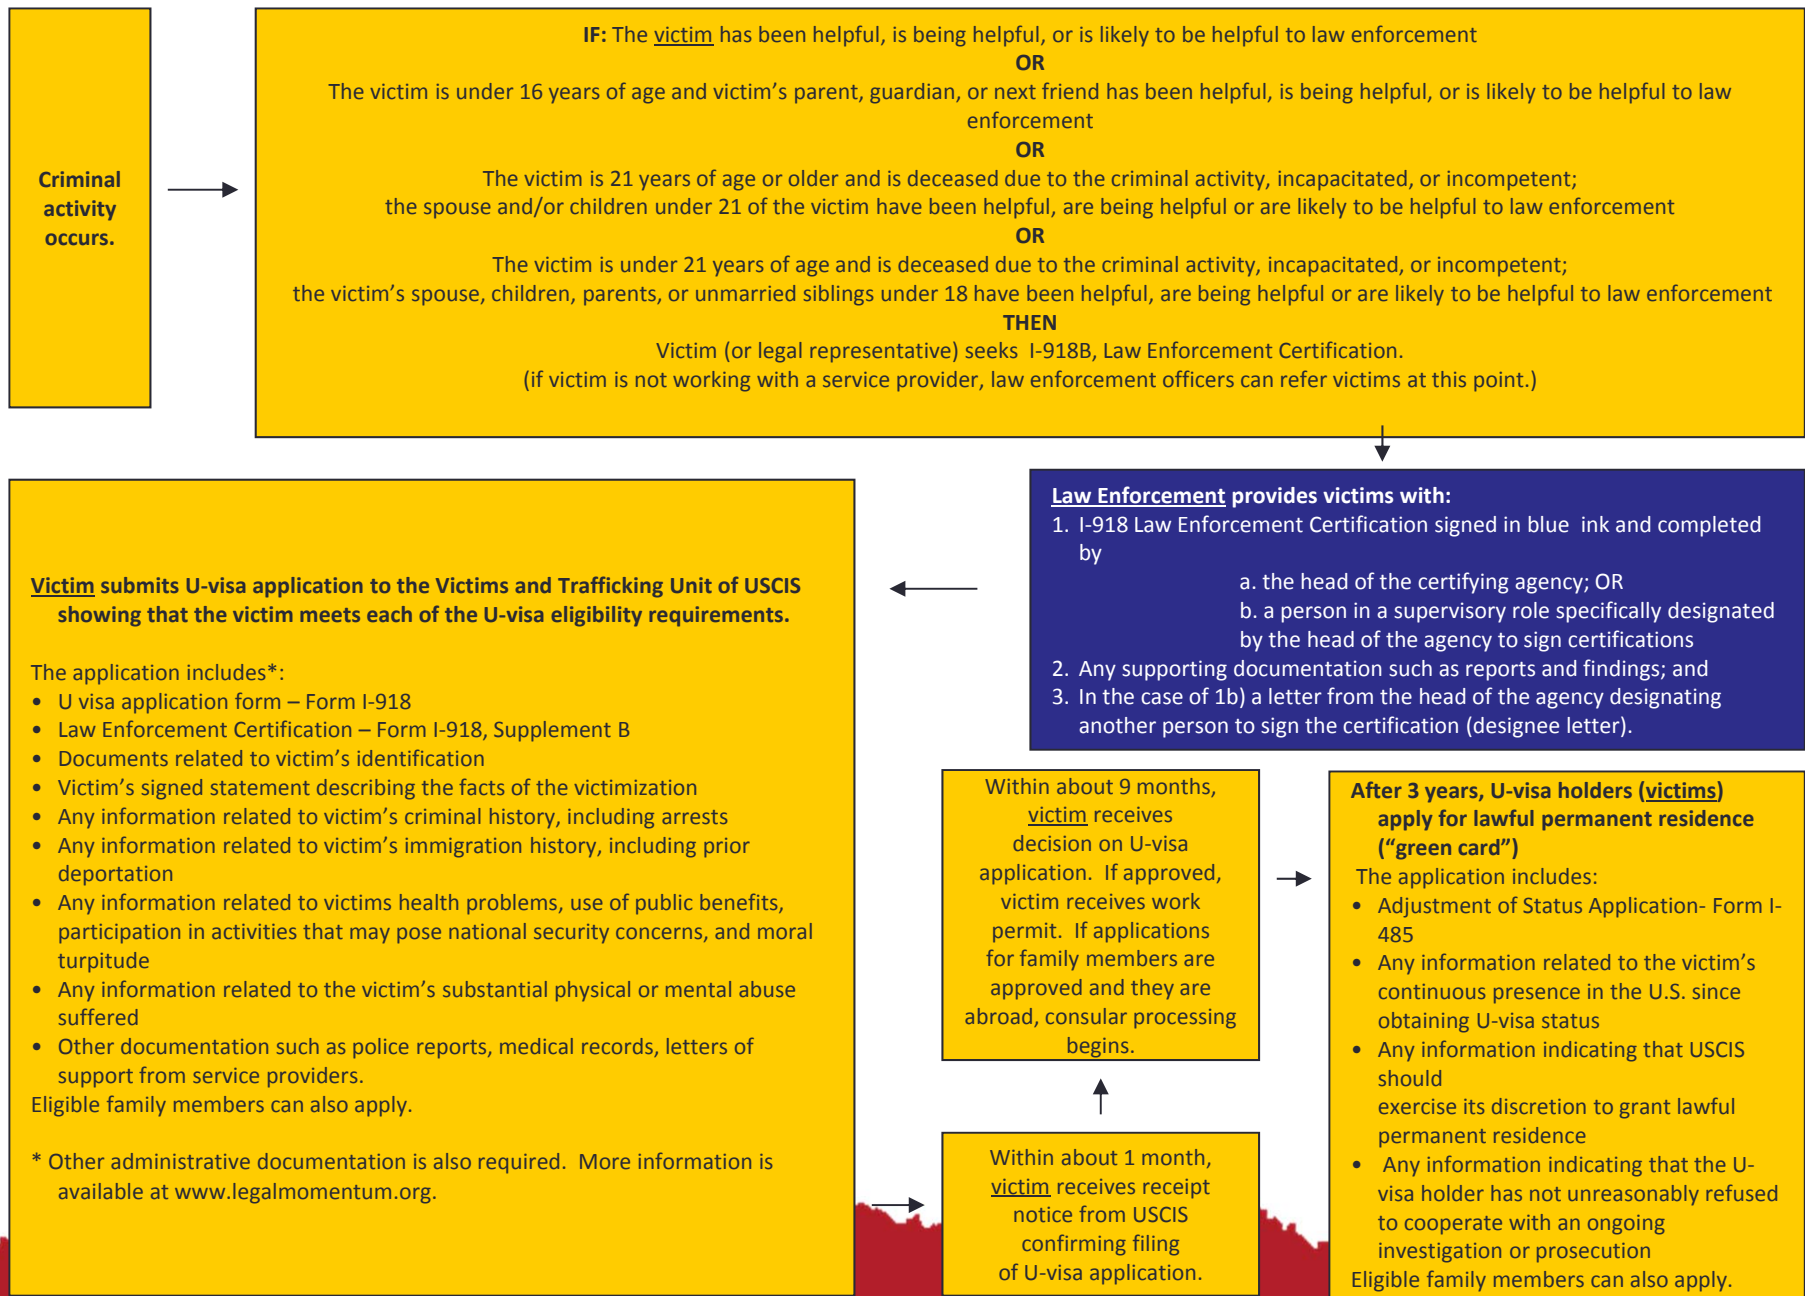 Criminal
activity
occurs.
IF: The victim has been helpful, is being helpful, or is likely to be helpful to law enforcement
OR
The victim is under 16 years of age and victim’s parent, guardian, or next friend has been helpful, is being helpful, or is likely to be helpful to law
enforcement
OR
The victim is 21 years of age or older and is deceased due to the criminal activity, incapacitated, or incompetent;
the spouse and/or children under 21 of the victim have been helpful, are being helpful or are likely to be helpful to law enforcement
OR
The victim is under 21 years of age and is deceased due to the criminal activity, incapacitated, or incompetent;
the victim’s spouse, children, parents, or unmarried siblings under 18 have been helpful, are being helpful or are likely to be helpful to law enforcement
THEN
Victim (or legal representative) seeks I-918B, Law Enforcement Certification.
(if victim is not working with a service provider, law enforcement officers can refer victims at this point.)
Law Enforcement provides victims with:
1. I-918 Law Enforcement Certification signed in blue ink and completed
by
a. the head of the certifying agency; OR
b. a person in a supervisory role specifically designated
by the head of the agency to sign certifications
2. Any supporting documentation such as reports and findings; and
3. In the case of 1b) a letter from the head of the agency designating
another person to sign the certification (designee letter).
Victim submits U-visa application to the Victims and Trafficking Unit of USCIS
showing that the victim meets each of the U-visa eligibility requirements.
The application includes*:
• U visa application form – Form I-918
• Law Enforcement Certification – Form I-918, Supplement B
• Documents related to victim’s identification
• Victim’s signed statement describing the facts of the victimization
• Any information related to victim’s criminal history, including arrests
• Any information related to victim’s immigration history, including prior
deportation
• Any information related to victims health problems, use of public benefits,
participation in activities that may pose national security concerns, and moral
turpitude
• Any information related to the victim’s substantial physical or mental abuse
suffered
• Other documentation such as police reports, medical records, letters of
support from service providers.
Eligible family members can also apply.
* Other administrative documentation is also required. More information is
available at www.legalmomentum.org.
Within about 1 month,
victim receives receipt
notice from USCIS
confirming filing
of U-visa application.
Within about 9 months,
victim receives
decision on U-visa
application. If approved,
victim receives work
permit. If applications
for family members are
approved and they are
abroad, consular processing
begins.
After 3 years, U-visa holders (victims)
apply for lawful permanent residence
(“green card”)
The application includes:
• Adjustment of Status Application- Form I-
485
• Any information related to the victim’s
continuous presence in the U.S. since
obtaining U-visa status
• Any information indicating that USCIS
should
exercise its discretion to grant lawful
permanent residence
• Any information indicating that the U-
visa holder has not unreasonably refused
to cooperate with an ongoing
investigation or prosecution
Eligible family members can also apply.